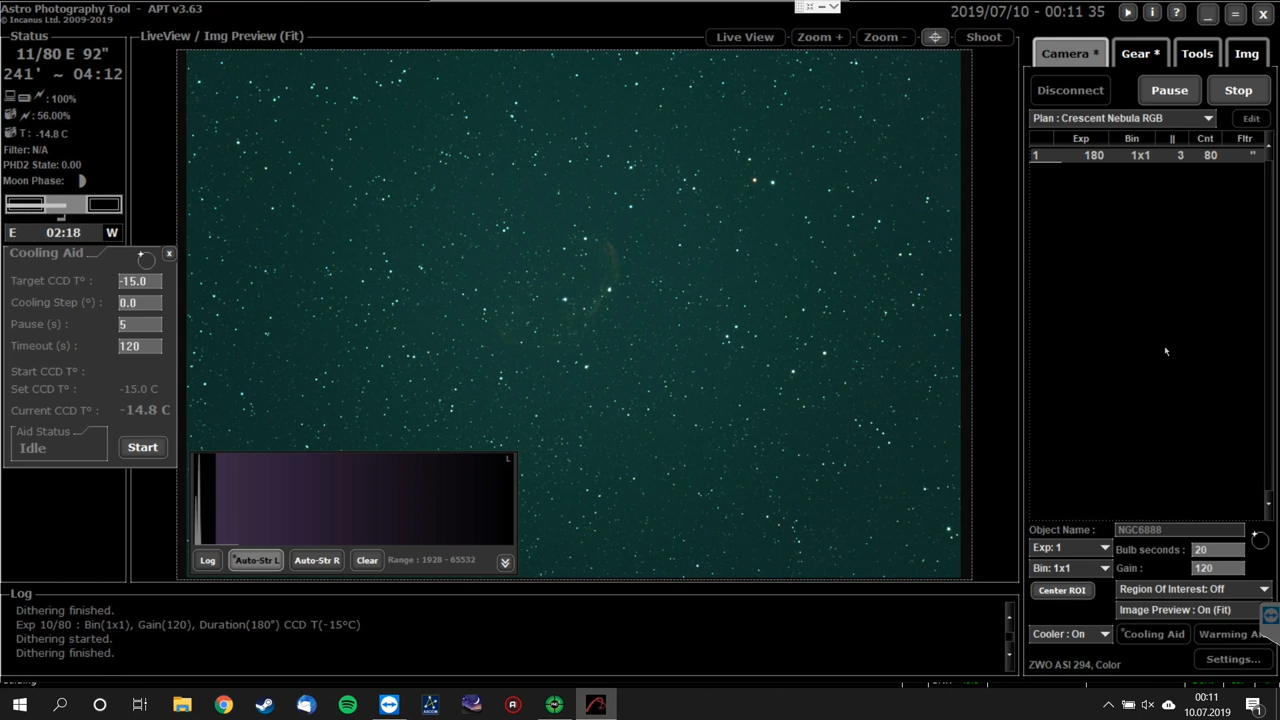 Astro Photography Tool - APT v3.63
© Incanus Ltd. 2009-2019
2019/07/10 - 00:11 35
Status
11/80 E 92"
241' ~ 04:12
: 100%
: 56.00%
T : -14.8 C
Filter: N/A
PHD2 State: 0.00
Moon Phase:
E 02:18 W
Cooling Aid x
Target CCD T° : -15.0
Cooling Step (°) : 0.0
Pause (s) : 5
Timeout (s) : 120
Start CCD T° :
Set CCD T° : -15.0 C
Current CCD T° : -14.8 C
Aid Status
Idle
Start
LiveView / Img Preview (Fit)
Live View Zoom + Zoom - Shoot
L
Log *Auto-Str L Auto-Str R Clear Range : 1928 - 65532
Camera * Gear * Tools Img
Disconnect Pause Stop
Plan : Crescent Nebula RGB Edit
Exp Bin || Cnt Fltr
1 180 1x1 3 80 "
Object Name : NGC6888
Exp: 1 Bulb seconds : 20
Bin: 1x1 Gain : 120
Center ROI Region Of Interest: Off
Image Preview : On (Fit)
Cooler : On *Cooling Aid Warming
ZWO ASI 294, Color Settings...
Log
Dithering finished.
Exp 10/80 : Bin(1x1), Gain(120), Duration(180") CCD T(-15°C)
Dithering started.
Dithering finished.
00:11
10.07.2019
1